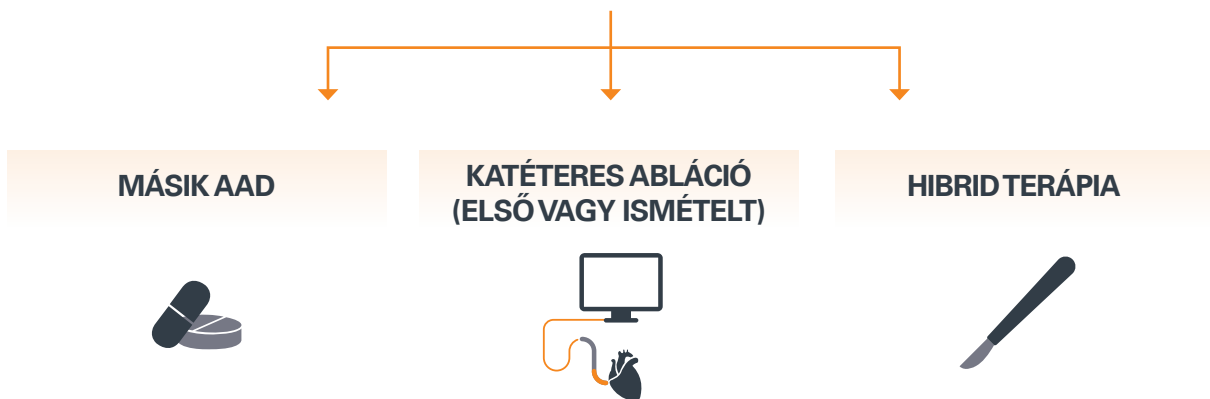 MÁSIK AAD
KATÉTERES ABLÁCIÓ
(ELSŐ VAGY ISMÉTELT)
HIBRID TERÁPIA